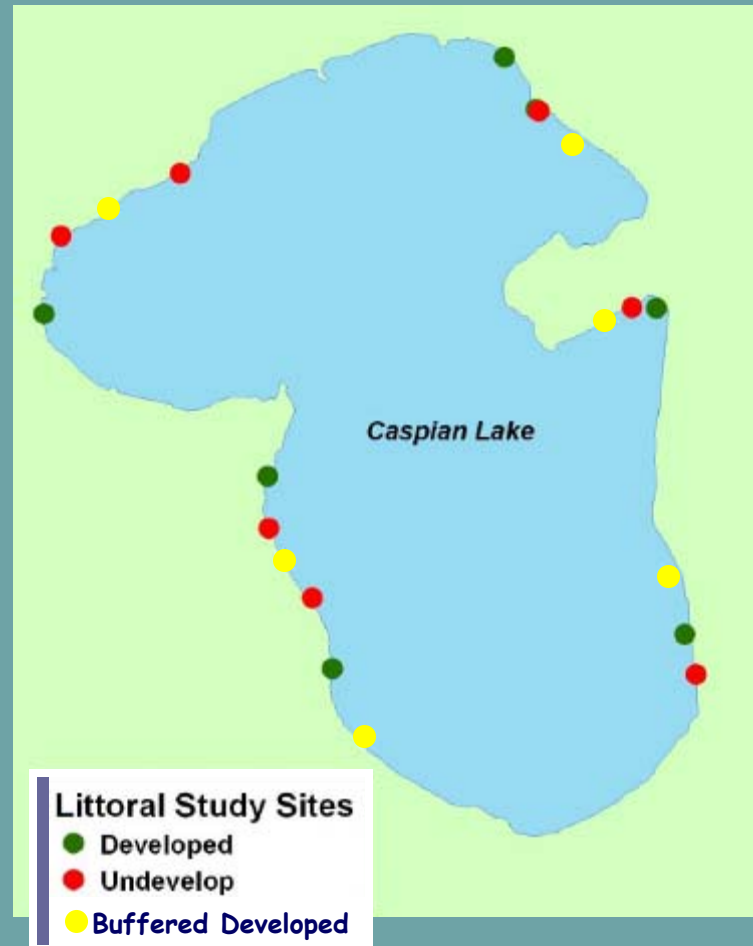 Caspian Lake
Littoral Study Sites
Developed
Undevelop
Buffered Developed